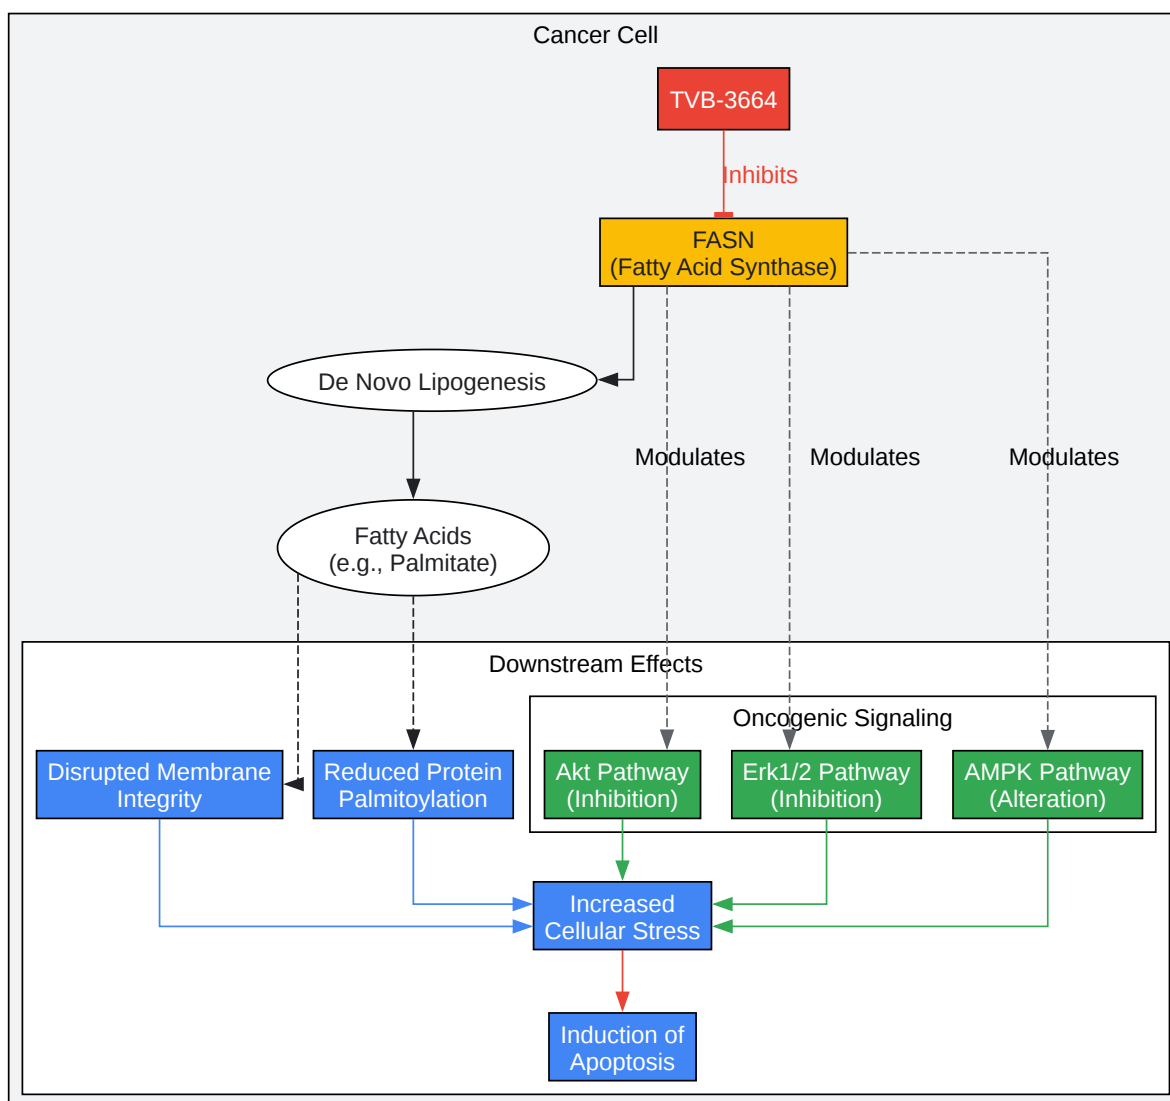 Cancer Cell
TVB-3664
Inhibits
FASN
(Fatty Acid Synthase)
De Novo Lipogenesis
Modulates
Modulates
Modulates
Fatty Acids
(e.g., Palmitate)
Downstream Effects
Oncogenic Signaling
Disrupted Membrane
Integrity
Reduced Protein
Palmitoylation
Akt Pathway
(Inhibition)
Erk1/2 Pathway
(Inhibition)
AMPK Pathway
(Alteration)
Increased
Cellular Stress
Induction of
Apoptosis